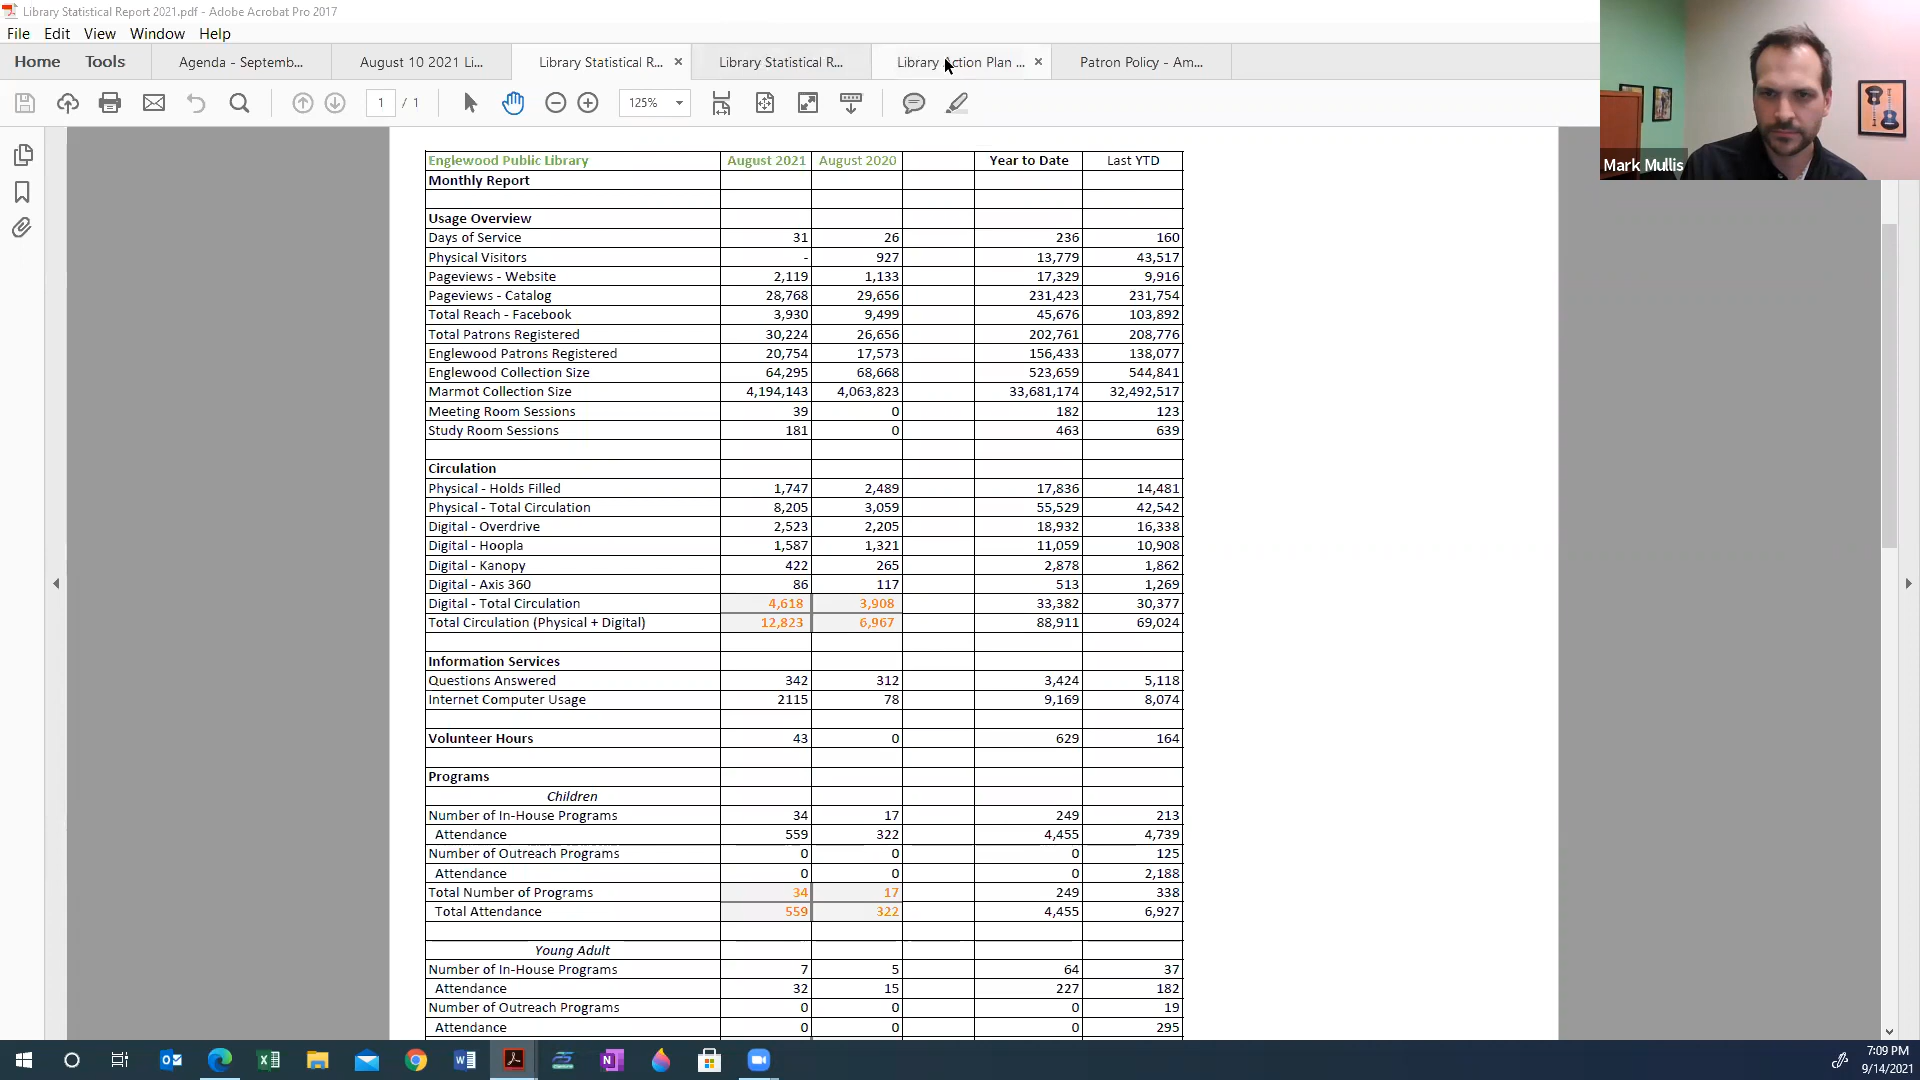 Library Statistical Report 2021.pdf - Adobe Acrobat Pro 2017
File Edit View Window Help
Home Tools Agenda - Septemb... August 10 2021 Li... Library Statistical R... × Library Statistical R... Library Action Plan ... × Patron Policy - Am...
1 / 1 125%
Mark Mullis
Englewood Public Library August 2021 August 2020 Year to Date Last YTD
Monthly Report
Usage Overview
Days of Service 31 26 236 160
Physical Visitors - 927 13,779 43,517
Pageviews - Website 2,119 1,133 17,329 9,916
Pageviews - Catalog 28,768 29,656 231,423 231,754
Total Reach - Facebook 3,930 9,499 45,676 103,892
Total Patrons Registered 30,224 26,656 202,761 208,776
Englewood Patrons Registered 20,754 17,573 156,433 138,077
Englewood Collection Size 64,295 68,668 523,659 544,841
Marmot Collection Size 4,194,143 4,063,823 33,681,174 32,492,517
Meeting Room Sessions 39 0 182 123
Study Room Sessions 181 0 463 639
Circulation
Physical - Holds Filled 1,747 2,489 17,836 14,481
Physical - Total Circulation 8,205 3,059 55,529 42,542
Digital - Overdrive 2,523 2,205 18,932 16,338
Digital - Hoopla 1,587 1,321 11,059 10,908
Digital - Kanopy 422 265 2,878 1,862
Digital - Axis 360 86 117 513 1,269
Digital - Total Circulation 4,618 3,908 33,382 30,377
Total Circulation (Physical + Digital) 12,823 6,967 88,911 69,024
Information Services
Questions Answered 342 312 3,424 5,118
Internet Computer Usage 2115 78 9,169 8,074
Volunteer Hours 43 0 629 164
Programs
Children
Number of In-House Programs 34 17 249 213
Attendance 559 322 4,455 4,739
Number of Outreach Programs 0 0 0 125
Attendance 0 0 0 2,188
Total Number of Programs 34 17 249 338
Total Attendance 559 322 4,455 6,927
Young Adult
Number of In-House Programs 7 5 64 37
Attendance 32 15 227 182
Number of Outreach Programs 0 0 0 19
Attendance 0 0 0 295
7:09 PM
9/14/2021